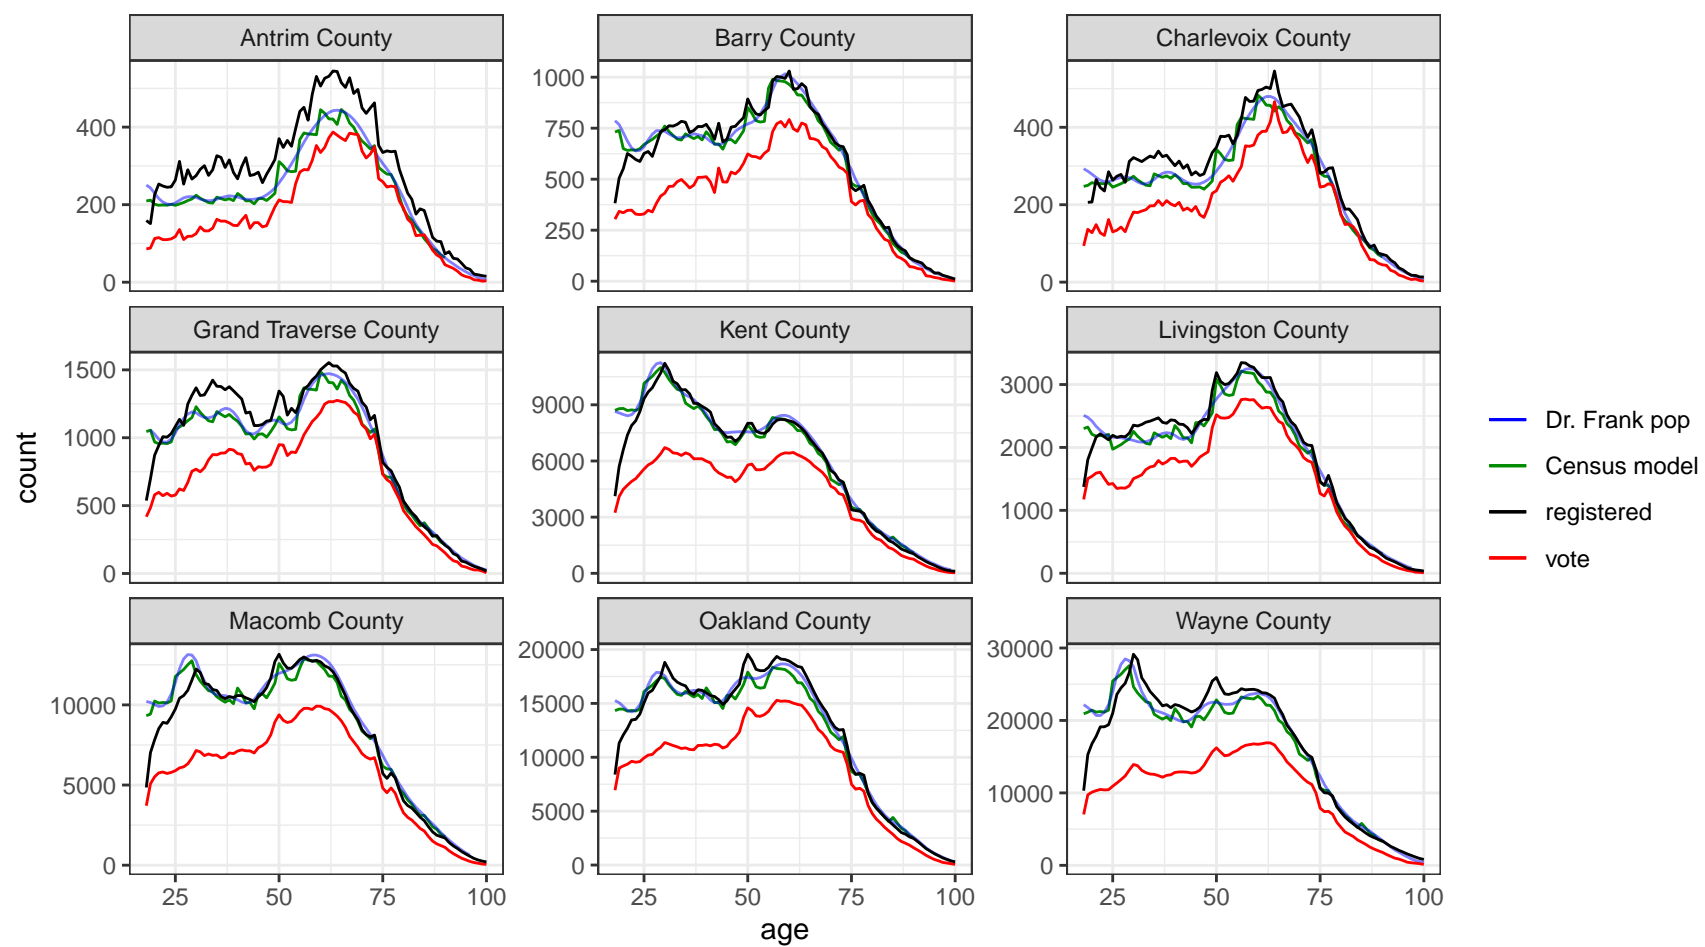 Antrim County
Barry County
Charlevoix County
400
200
0
1000
750
500
250
0
400
200
0
Grand Traverse County
Kent County
Livingston County
1500
1000
500
0
9000
6000
3000
0
3000
2000
1000
0
Macomb County
Oakland County
Wayne County
10000
5000
0
20000
15000
10000
5000
0
30000
20000
10000
0
25 50 75 100
25 50 75 100
25 50 75 100
age
count
Dr. Frank pop
Census model
registered
vote